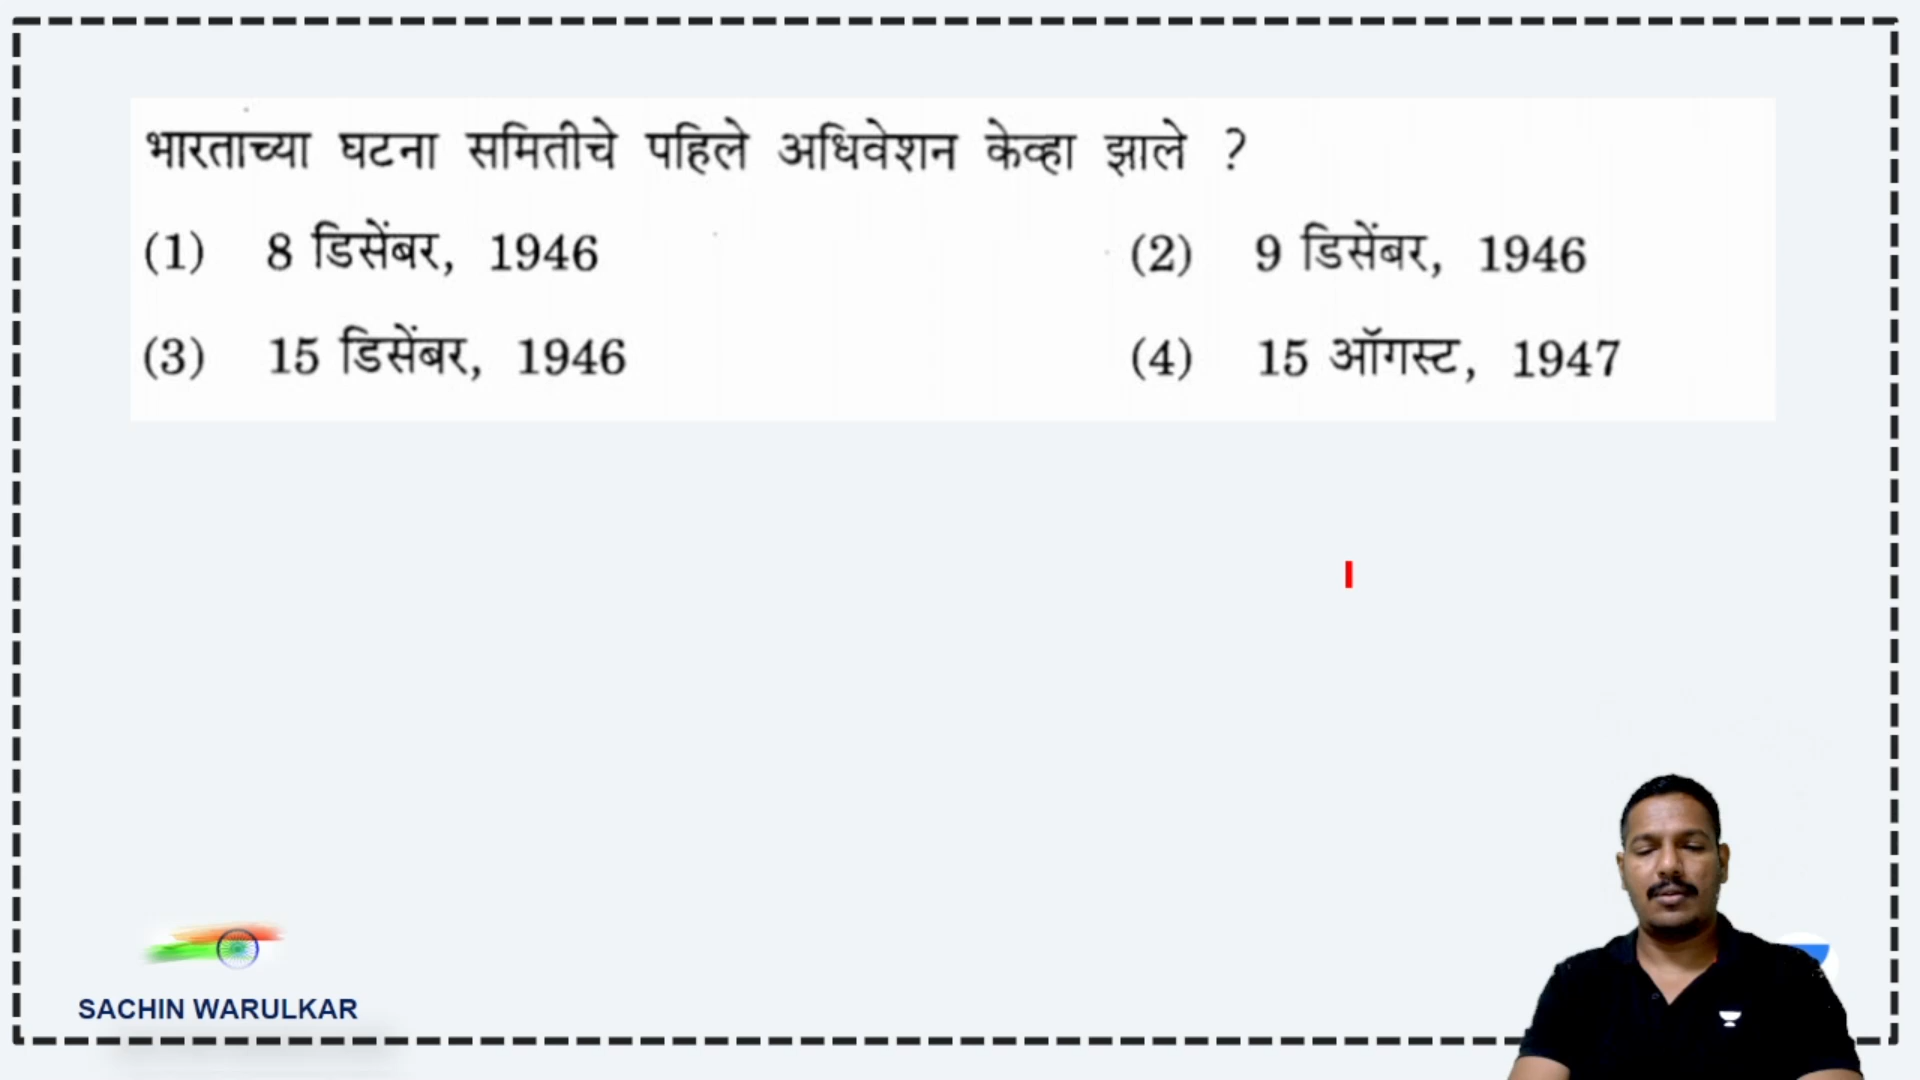 भारताच्या घटना समितीचे पहिले अधिवेशन केव्हा झाले ?
(1) 8 डिसेंबर, 1946 (2) 9 डिसेंबर, 1946
(3) 15 डिसेंबर, 1946 (4) 15 ऑगस्ट, 1947
SACHIN WARULKAR